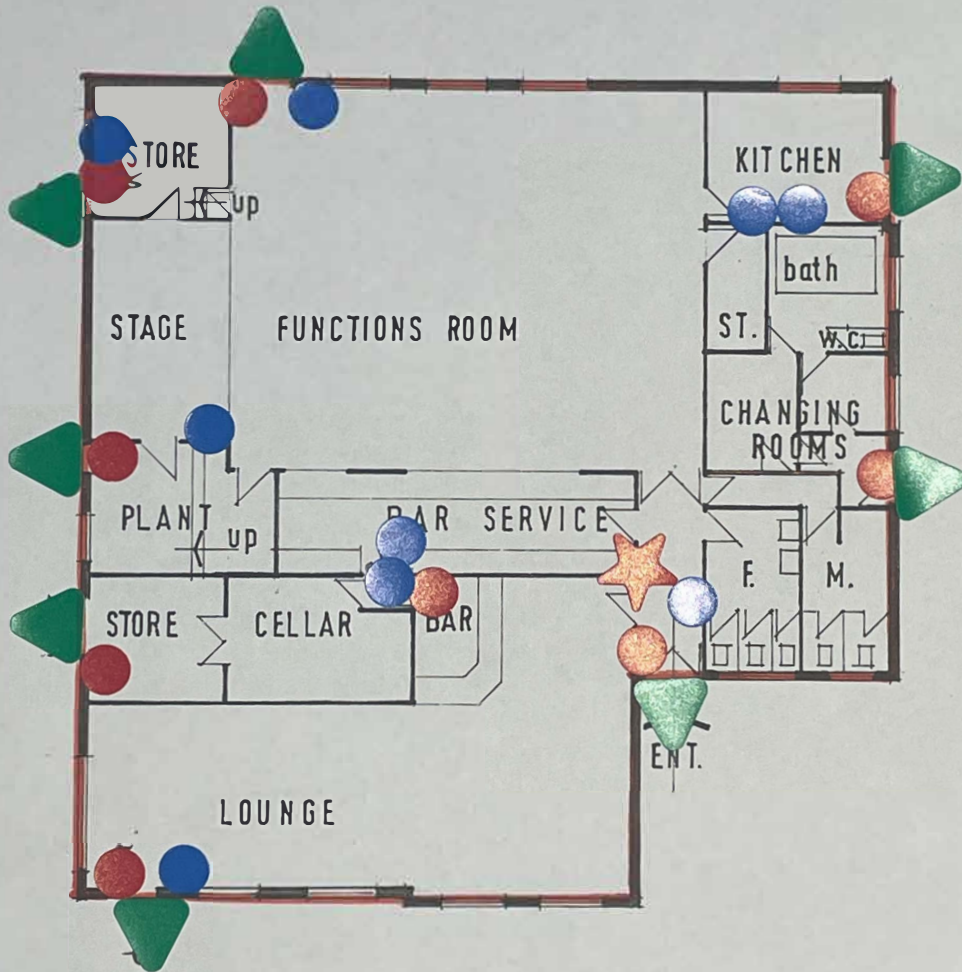 STORE
KITCHEN
up
bath
STAGE
FUNCTIONS ROOM
ST.
W.C.
CHANGING
ROOMS
PLANT
BAR SERVICE
up
F.
M.
STORE
CELLAR
BAR
ENT.
LOUNGE